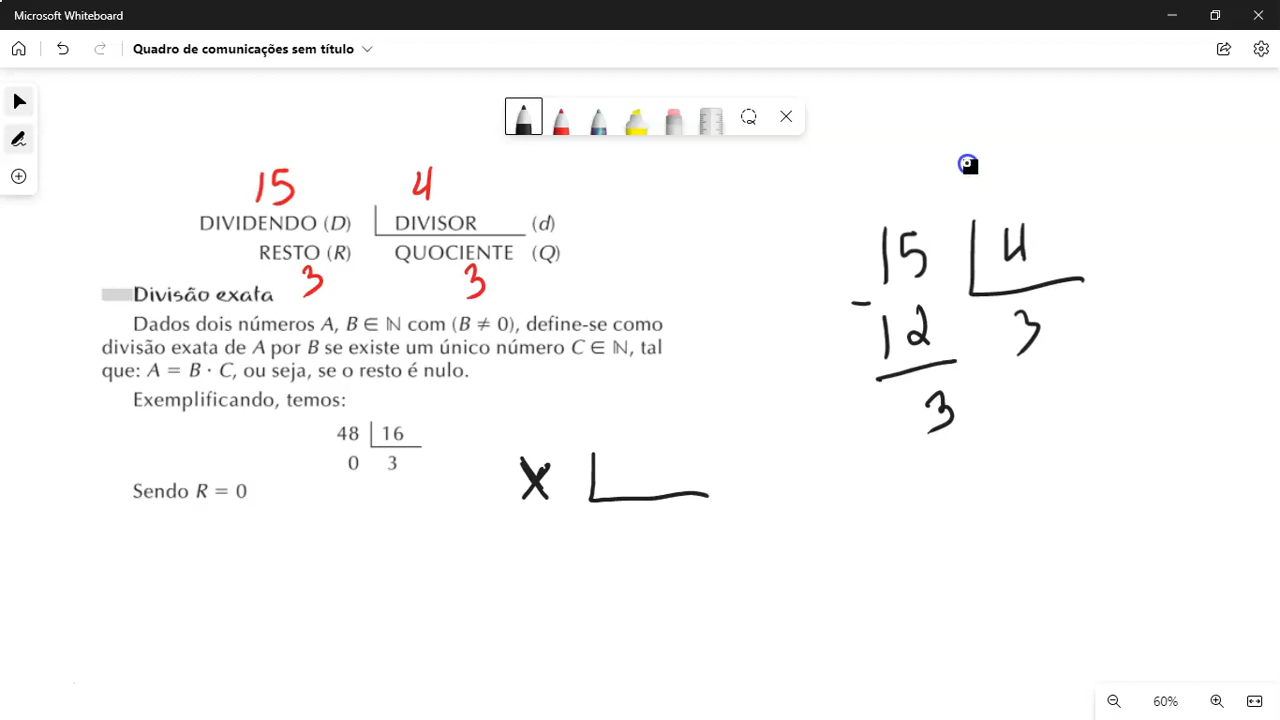 Microsoft Whiteboard
Quadro de comunicações sem título
15 4
DIVIDENDO (D) DIVISOR (d)
RESTO (R) QUOCIENTE (Q)
3 3
Divisão exata
Dados dois números A, B ∈ ℕ com (B ≠ 0), define-se como
divisão exata de A por B se existe um único número C ∈ ℕ, tal
que: A = B · C, ou seja, se o resto é nulo.
Exemplificando, temos:
48 16
0 3
Sendo R = 0
X
15 4
- 12 3
3
60%